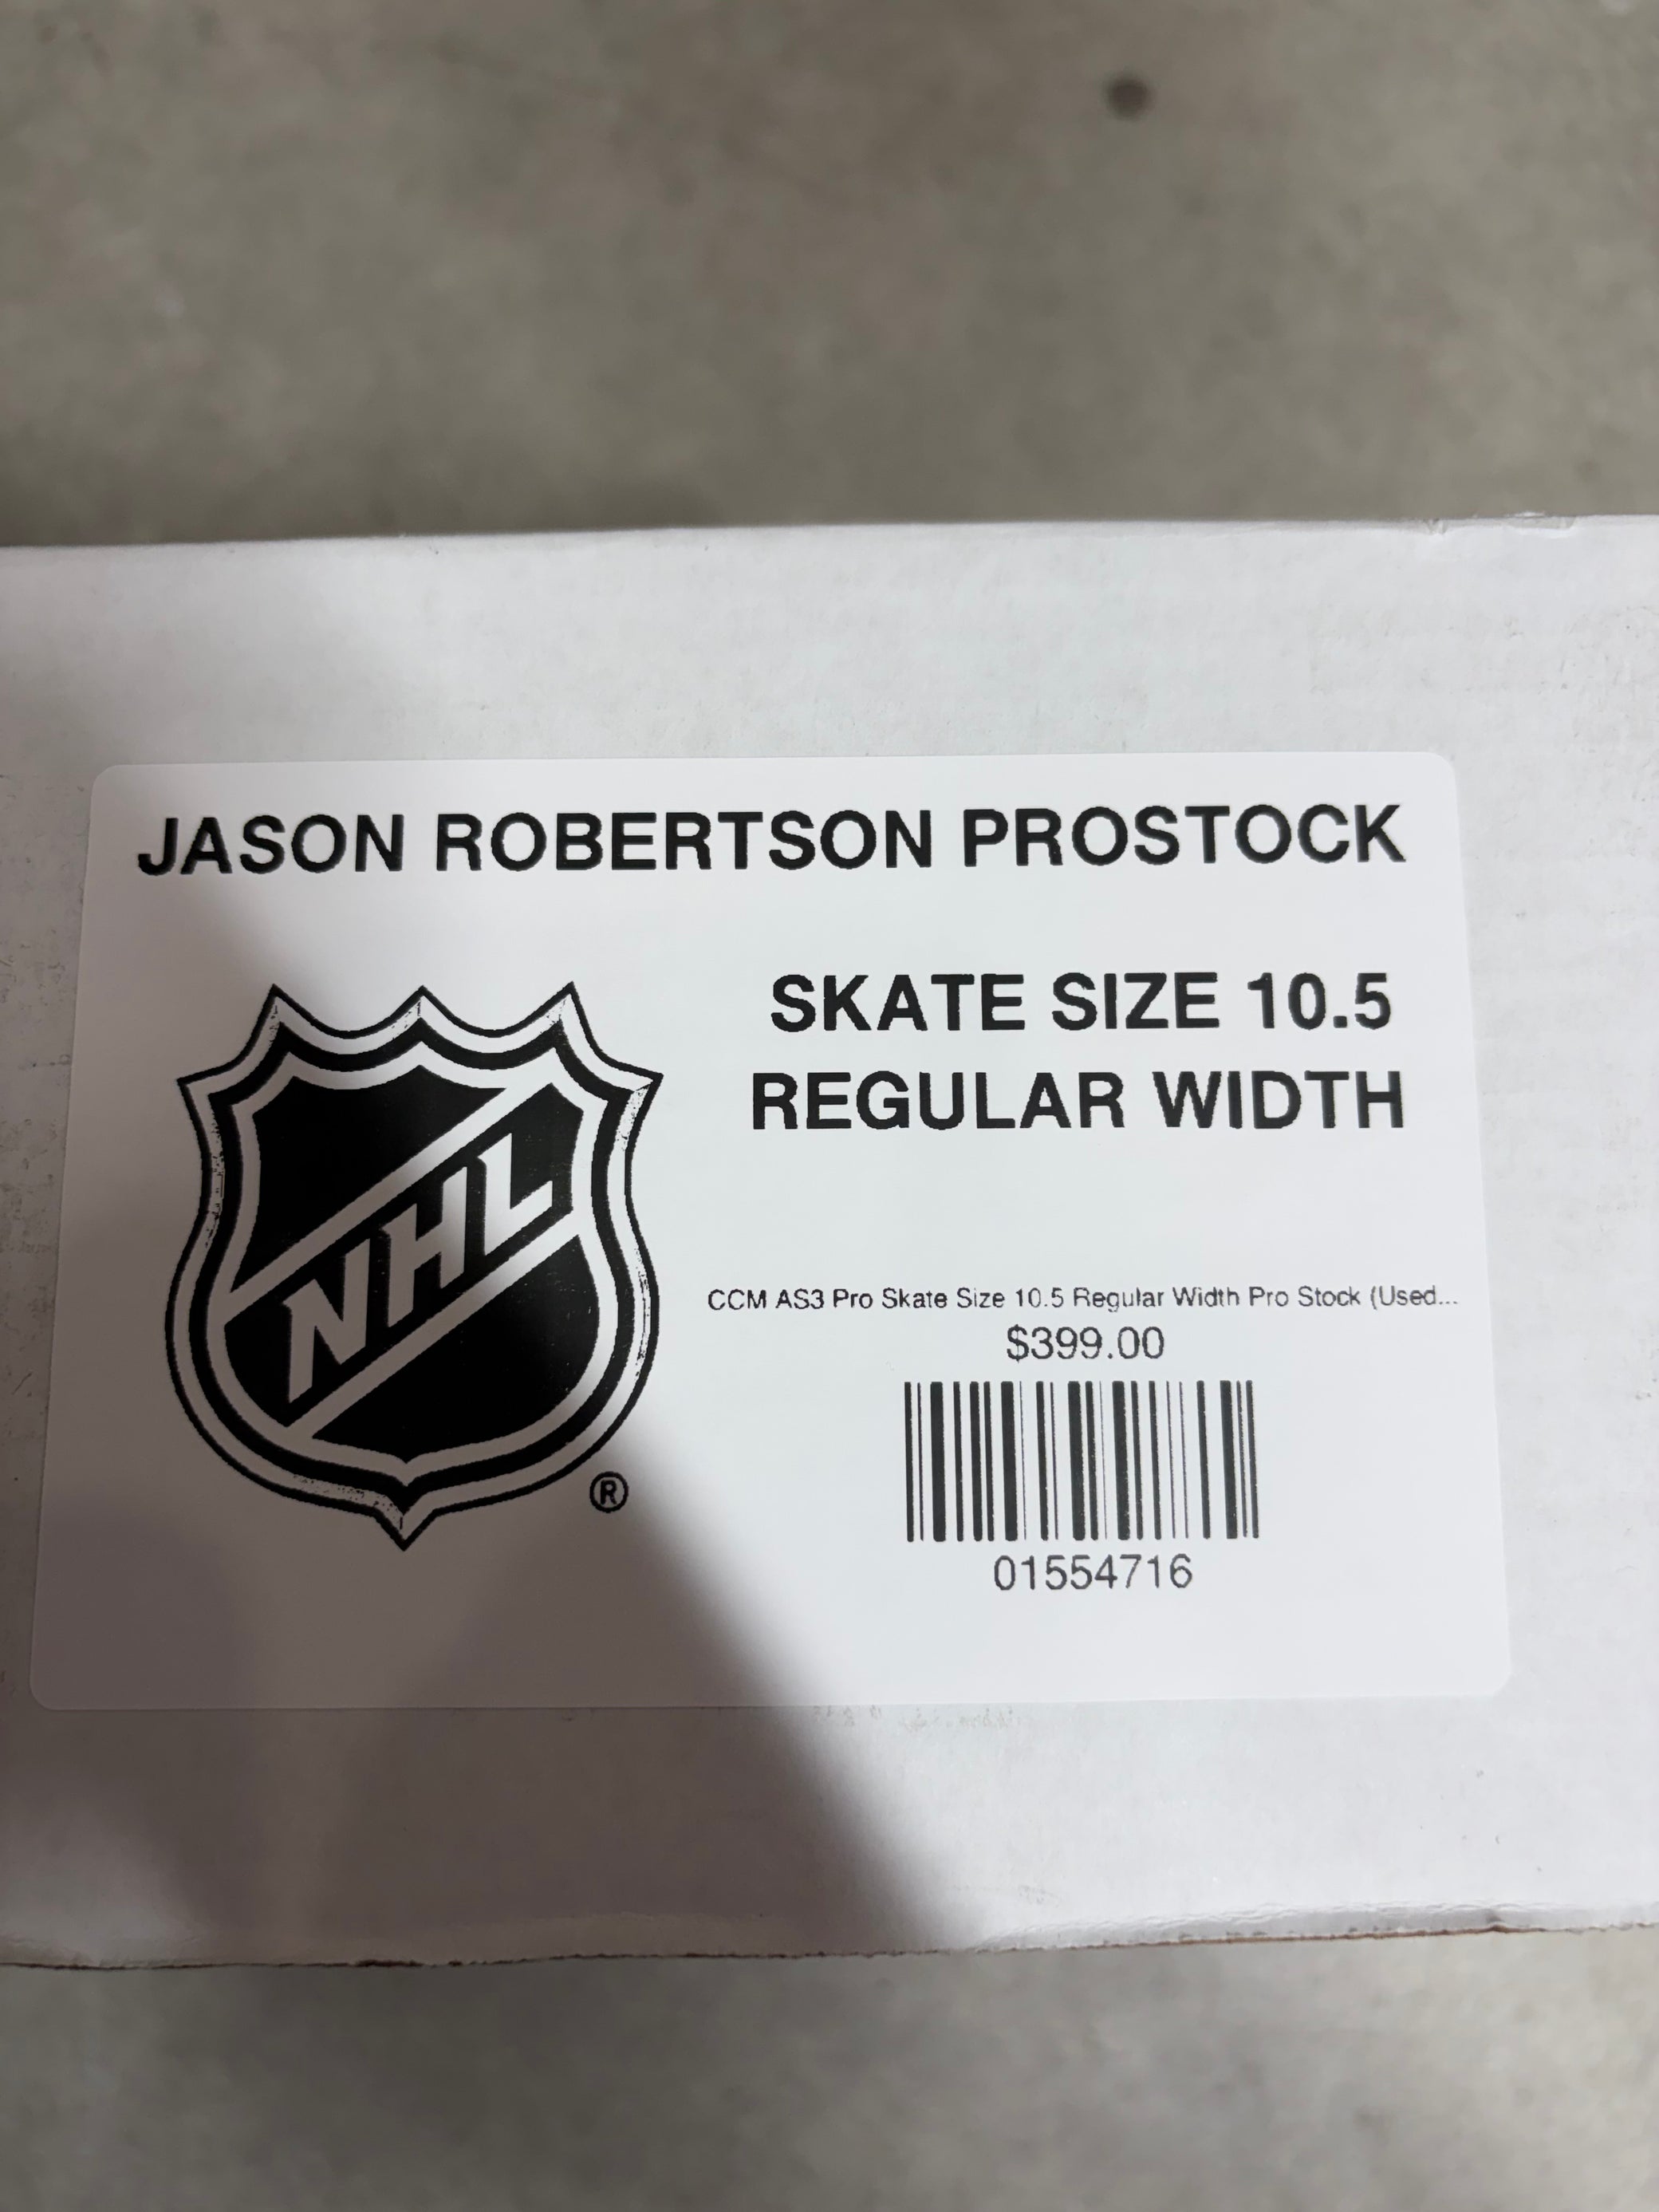 JASON ROBERTSON PROSTOCK
SKATE SIZE 10.5
REGULAR WIDTH
NHL
®
CCM AS3 Pro Skate Size 10.5 Regular Width Pro Stock (Used...
$399.00
01554716